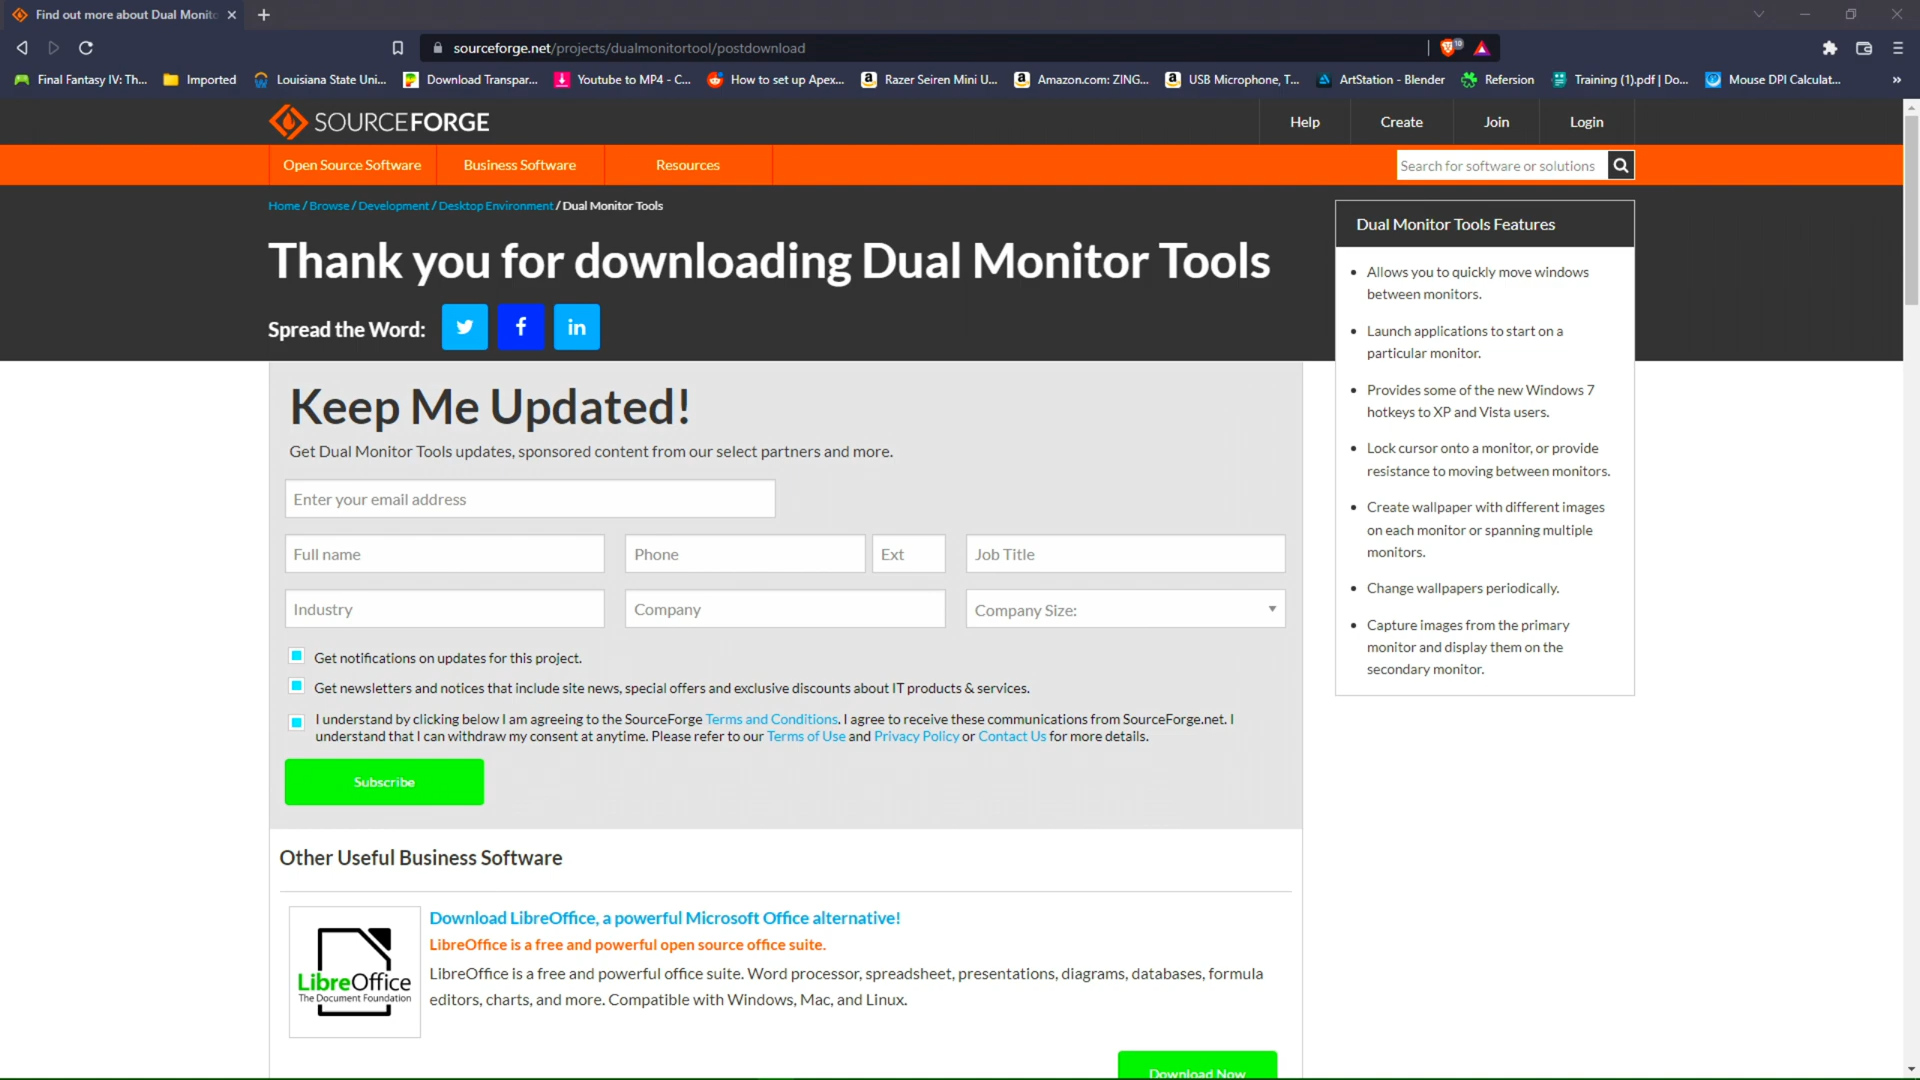 Find out more about Dual Monito
sourceforge.net/projects/dualmonitortool/postdownload
10
Final Fantasy IV: Th...
Imported
Louisiana State Uni...
Download Transpar...
Youtube to MP4 - C...
How to set up Apex...
Razer Seiren Mini U...
Amazon.com: ZING...
USB Microphone, T...
ArtStation - Blender
Refersion
Training (1).pdf | Do...
Mouse DPI Calculat...
SOURCEFORGE
Help
Create
Join
Login
Open Source Software
Business Software
Resources
Search for software or solutions
Home / Browse / Development / Desktop Environment / Dual Monitor Tools
Thank you for downloading Dual Monitor Tools
Spread the Word:
Keep Me Updated!
Get Dual Monitor Tools updates, sponsored content from our select partners and more.
Enter your email address
Full name
Phone
Ext
Job Title
Industry
Company
Company Size:
Get notifications on updates for this project.
Get newsletters and notices that include site news, special offers and exclusive discounts about IT products & services.
I understand by clicking below I am agreeing to the SourceForge Terms and Conditions. I agree to receive these communications from SourceForge.net. I
understand that I can withdraw my consent at anytime. Please refer to our Terms of Use and Privacy Policy or Contact Us for more details.
Subscribe
Other Useful Business Software
LibreOffice
The Document Foundation
Download LibreOffice, a powerful Microsoft Office alternative!
LibreOffice is a free and powerful open source office suite.
LibreOffice is a free and powerful office suite. Word processor, spreadsheet, presentations, diagrams, databases, formula
editors, charts, and more. Compatible with Windows, Mac, and Linux.
Download Now
Dual Monitor Tools Features
Allows you to quickly move windows
between monitors.
Launch applications to start on a
particular monitor.
Provides some of the new Windows 7
hotkeys to XP and Vista users.
Lock cursor onto a monitor, or provide
resistance to moving between monitors.
Create wallpaper with different images
on each monitor or spanning multiple
monitors.
Change wallpapers periodically.
Capture images from the primary
monitor and display them on the
secondary monitor.